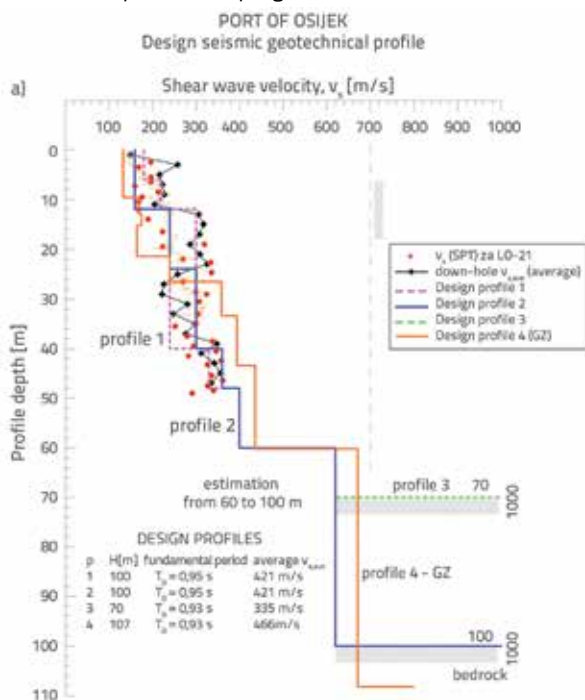 PORT OF OSIJEK
Design seismic geotechnical profile
a)
Shear wave velocity, vs [m/s]
100 200 300 400 500 600 700 800 900 1000
Profile depth [m]
0
10
20
30
40
50
60
70
80
90
100
110
vs (SPT) za LO-21
down-hole vs,ave (average)
Design profile 1
Design profile 2
Design profile 3
Design profile 4 (GZ)
profile 1
profile 2
estimation
from 60 to 100 m
profile 3 70
1000
DESIGN PROFILES
p H[m] fundamental period average
1 100 T0 = 0,95 s 421 m/s
2 100 T0 = 0,95 s 421 m/s
3 70 T0 = 0,93 s 335 m/s
4 107 T0 = 0,93 s 466m/s
profile 4 - GZ
100
1000
bedrock